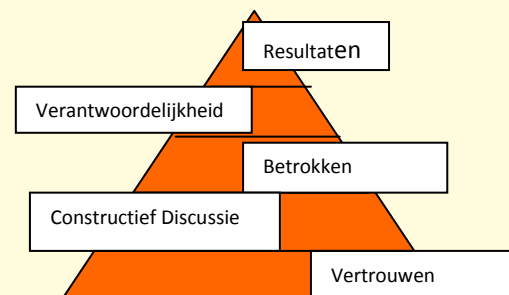 Resultaten
Verantwoordelijkheid
Betrokken
Constructief Discussie
Vertrouwen